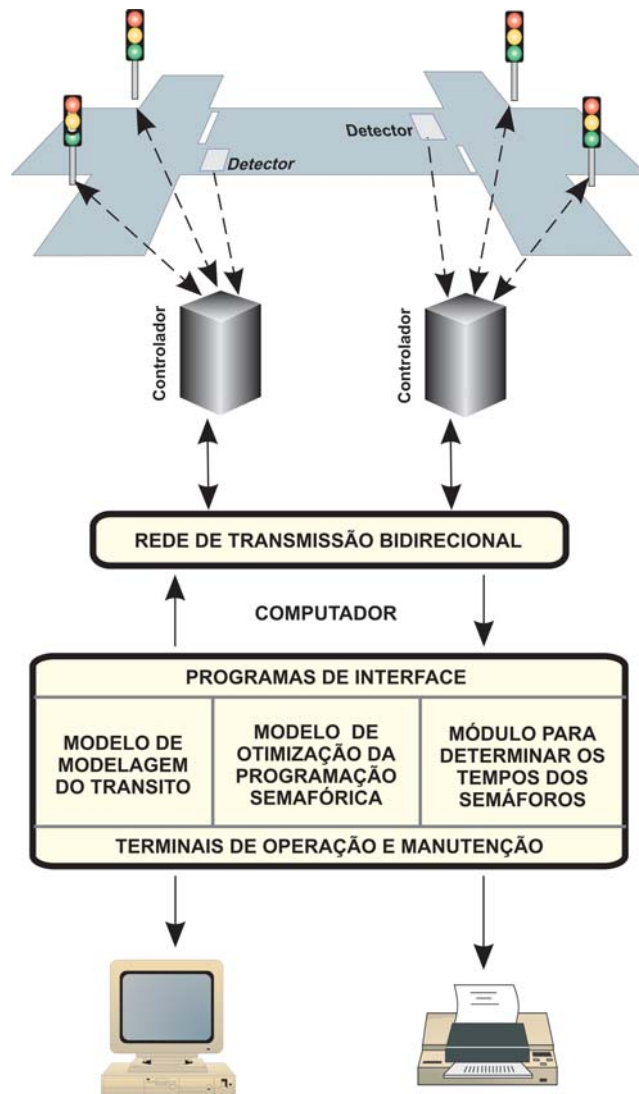 Detector
Detector
Controlador
Controlador
REDE DE TRANSMISSÃO BIDIRECIONAL
COMPUTADOR
PROGRAMAS DE INTERFACE
MODELO DE
MODELAGEM
DO TRANSITO
MODELO DE
OTIMIZAÇÃO DA
PROGRAMAÇÃO
SEMAFÓRICA
MÓDULO PARA
DETERMINAR OS
TEMPOS DOS
SEMÁFOROS
TERMINAIS DE OPERAÇÃO E MANUTENÇÃO